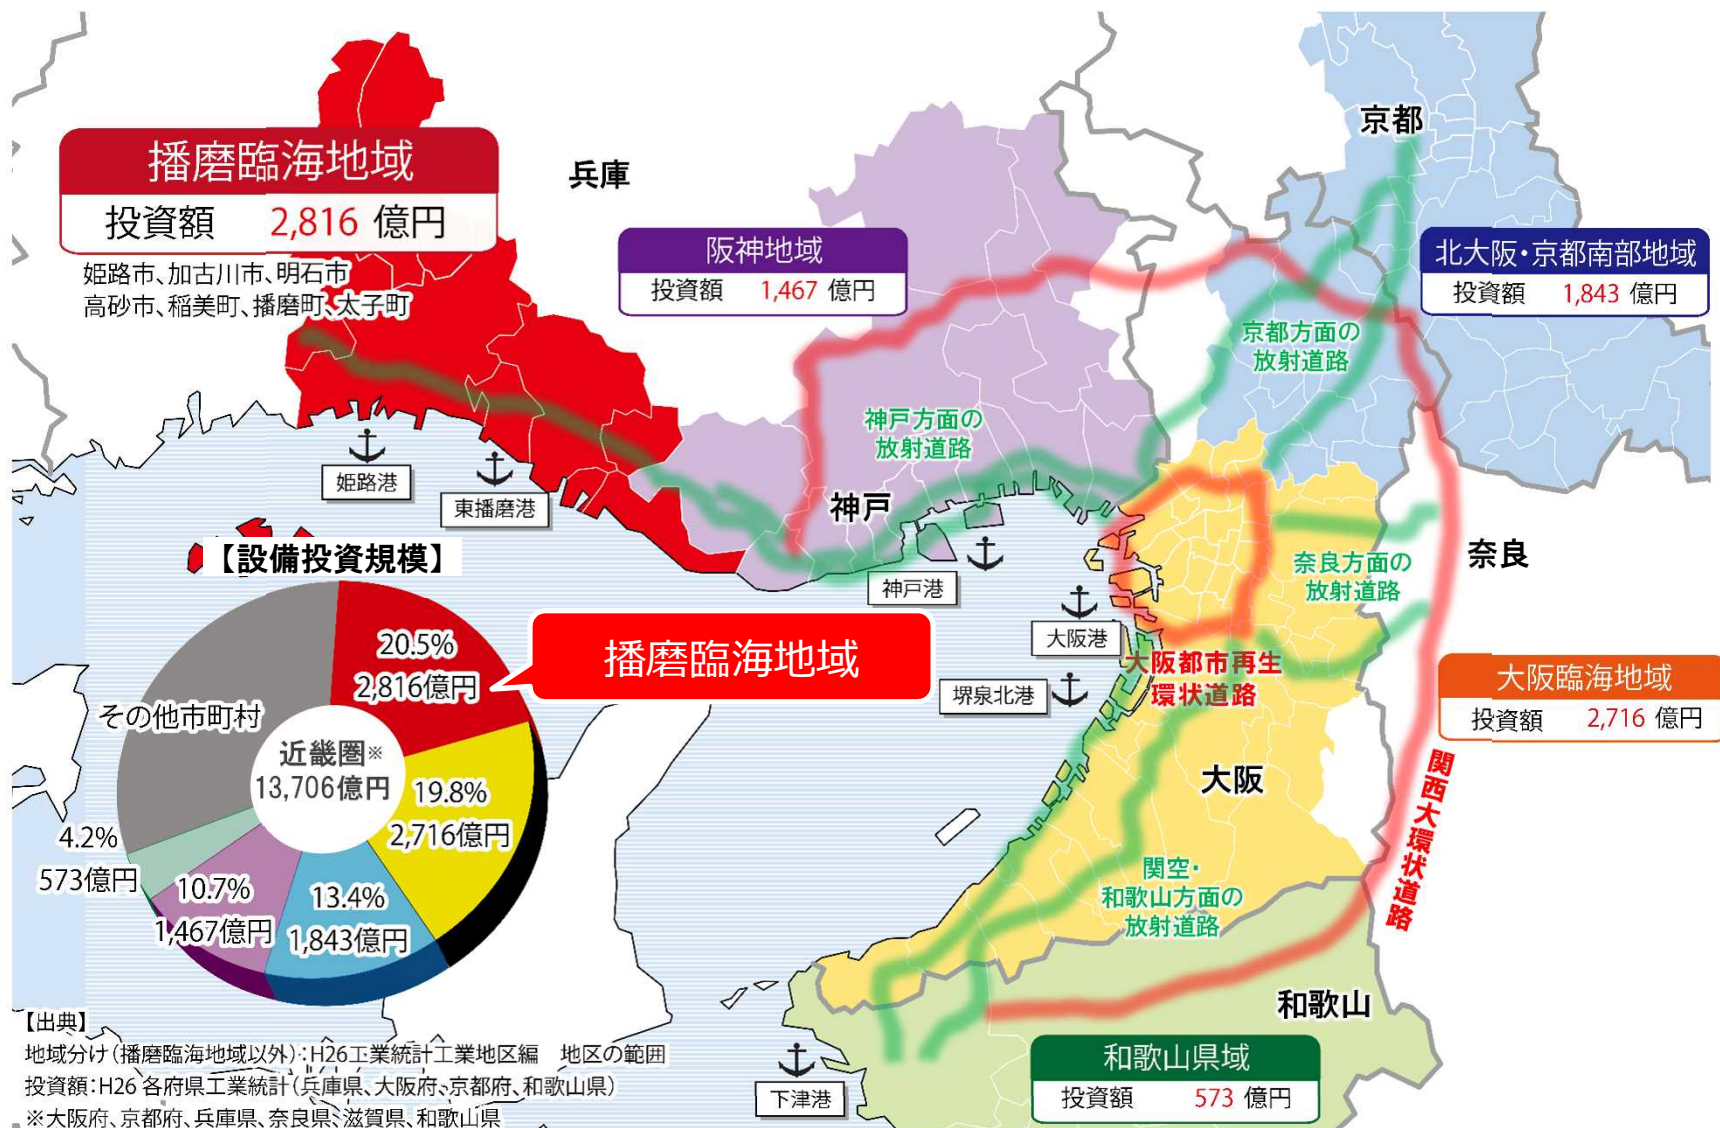 播磨臨海地域
投資額 2,816 億円
姫路市、加古川市、明石市
高砂市、稲美町、播磨町、太子町
兵庫
京都
阪神地域
投資額 1,467 億円
北大阪・京都南部地域
投資額 1,843 億円
京都方面の
放射道路
神戸方面の
放射道路
姫路港
東播磨港
神戸
神戸港
奈良
奈良方面の
放射道路
大阪港
堺泉北港
大阪都市再生
環状道路
大阪臨海地域
投資額 2,716 億円
関西大環状道路
大阪
関空・
和歌山方面の
放射道路
和歌山
和歌山県域
投資額 573 億円
下津港
【設備投資規模】
播磨臨海地域
20.5%
2,816億円
その他市町村
近畿圏※
13,706億円
19.8%
2,716億円
4.2%
573億円
10.7%
1,467億円
13.4%
1,843億円
【出典】
地域分け(播磨臨海地域以外):H26工業統計工業地区編 地区の範囲
投資額:H26 各府県工業統計(兵庫県、大阪府、京都府、和歌山県)
※大阪府、京都府、兵庫県、奈良県、滋賀県、和歌山県